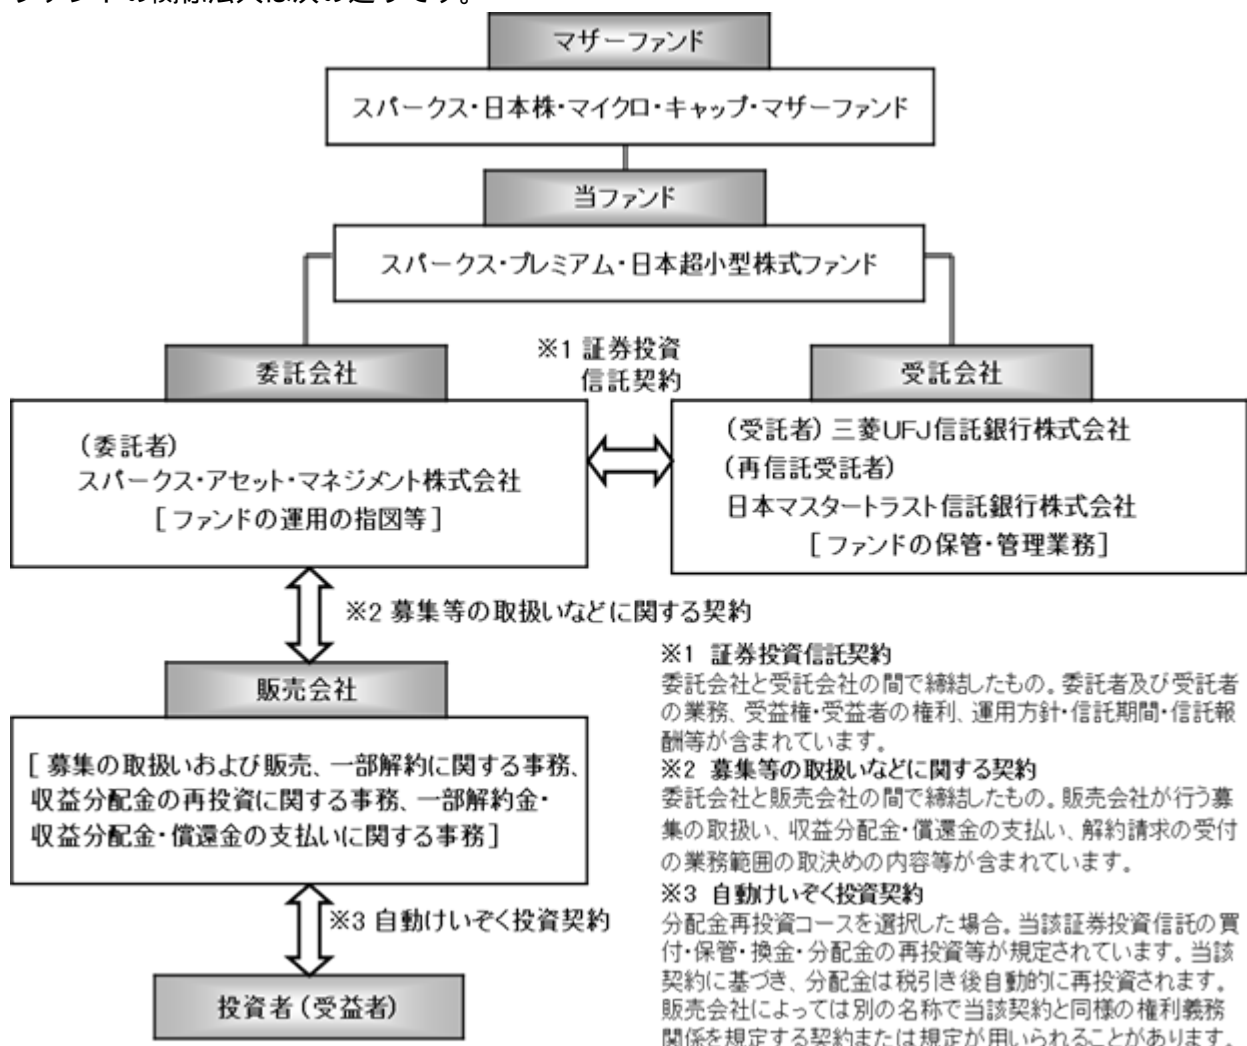 ファンドの関係法人は次の通りです。
マザーファンド
スパークス・日本株・マイクロ・キャップ・マザーファンド
当ファンド
スパークス・プレミアム・日本超小型株式ファンド
※1 証券投資
信託契約
委託会社
（委託者）
スパークス・アセット・マネジメント株式会社
［ファンドの運用の指図等］
受託会社
（受託者）三菱UFJ信託銀行株式会社
（再信託受託者）
日本マスタートラスト信託銀行株式会社
［ファンドの保管・管理業務］
※2 募集等の取扱いなどに関する契約
販売会社
［募集の取扱いおよび販売、一部解約に関する事務、
収益分配金の再投資に関する事務、一部解約金・
収益分配金・償還金の支払いに関する事務］
※3 自動けいぞく投資契約
投資者（受益者）
※1 証券投資信託契約
委託会社と受託会社の間で締結したもの。委託者及び受託者
の業務、受益権・受益者の権利、運用方針・信託期間・信託報
酬等が含まれています。
※2 募集等の取扱いなどに関する契約
委託会社と販売会社の間で締結したもの。販売会社が行う募
集の取扱い、収益分配金・償還金の支払い、解約請求の受付
の業務範囲の取決めの内容等が含まれています。
※3 自動けいぞく投資契約
分配金再投資コースを選択した場合。当該証券投資信託の買
付・保管・換金・分配金の再投資等が規定されています。当該
契約に基づき、分配金は税引き後自動的に再投資されます。
販売会社によっては別の名称で当該契約と同様の権利義務
関係を規定する契約または規定が用いられることがあります。